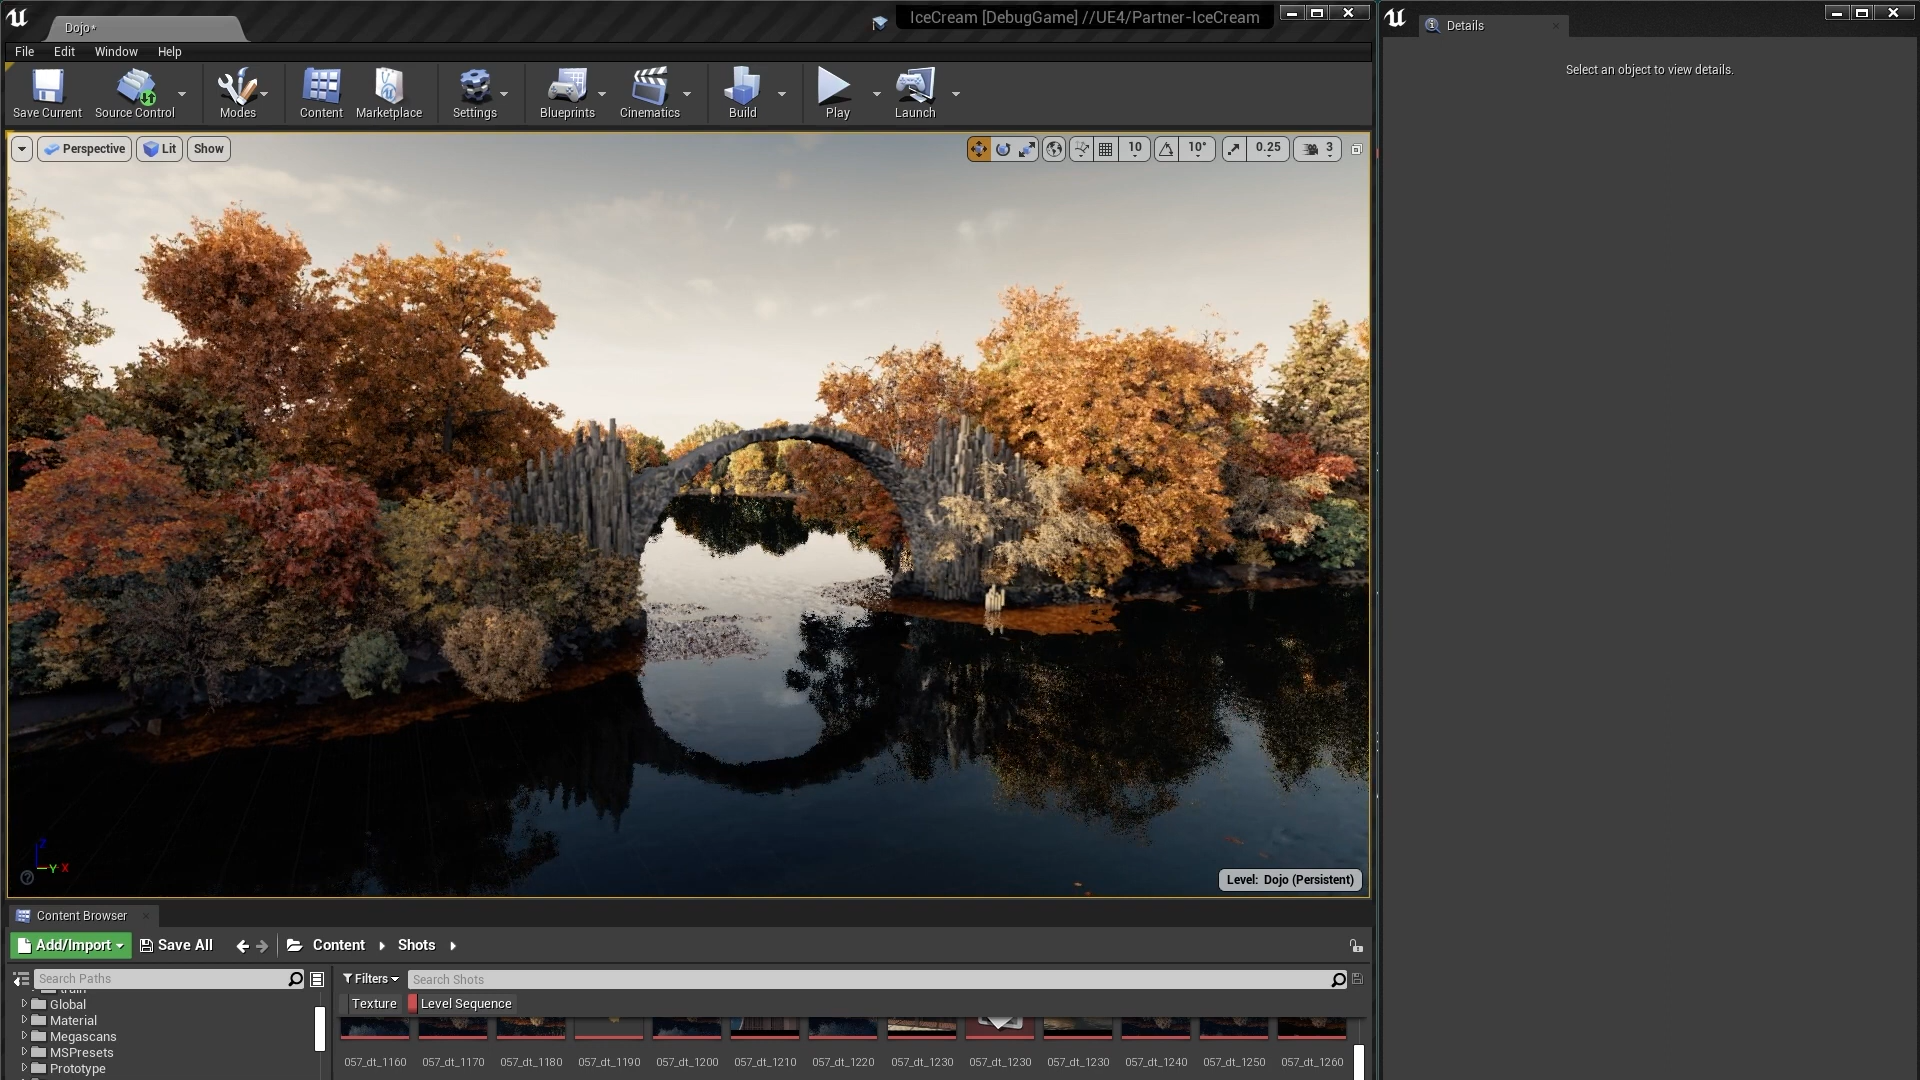 Dojo*
IceCream [DebugGame] //UE4/Partner-IceCream
Details
File Edit Window Help
Select an object to view details.
Save Current Source Control Modes Content Marketplace Settings Blueprints Cinematics Build Play Launch
Perspective Lit Show
10 10° 0.25 3
Z
Y X
Level: Dojo (Persistent)
Content Browser
Add/Import Save All Content Shots
Search Paths
Filters Search Shots
Texture Level Sequence
Global
Material
Megascans
MSPresets
Prototype
057_dt_1160 057_dt_1170 057_dt_1180 057_dt_1190 057_dt_1200 057_dt_1210 057_dt_1220 057_dt_1230 057_dt_1230 057_dt_1230 057_dt_1240 057_dt_1250 057_dt_1260